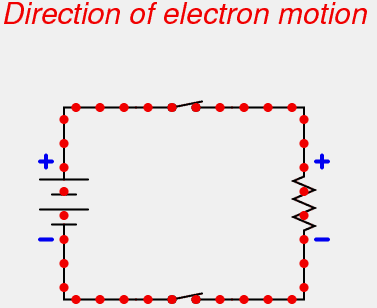 Direction of electron motion
+ +
− −